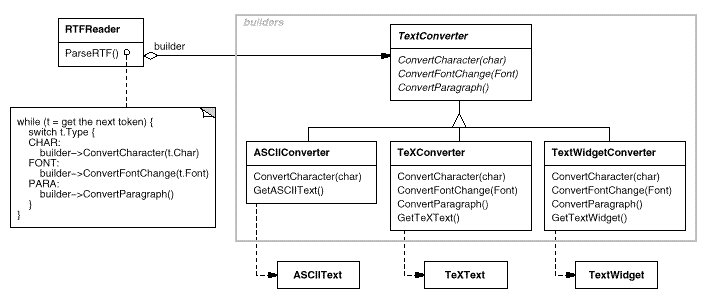 builders
RTFReader
ParseRTF()
builder
TextConverter
ConvertCharacter(char)
ConvertFontChange(Font)
ConvertParagraph()
while (t = get the next token) {
switch t.Type {
CHAR:
builder->ConvertCharacter(t.Char)
FONT:
builder->ConvertFontChange(t.Font)
PARA:
builder->ConvertParagraph()
}
}
ASCIIConverter
ConvertCharacter(char)
GetASCIIText()
TeXConverter
ConvertCharacter(char)
ConvertFontChange(Font)
ConvertParagraph()
GetTeXText()
TextWidgetConverter
ConvertCharacter(char)
ConvertFontChange(Font)
ConvertParagraph()
GetTextWidget()
ASCIIText
TeXText
TextWidget